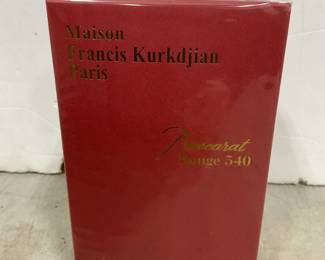 Maison
Francis Kurkdjian
Paris
Baccarat
Rouge 540